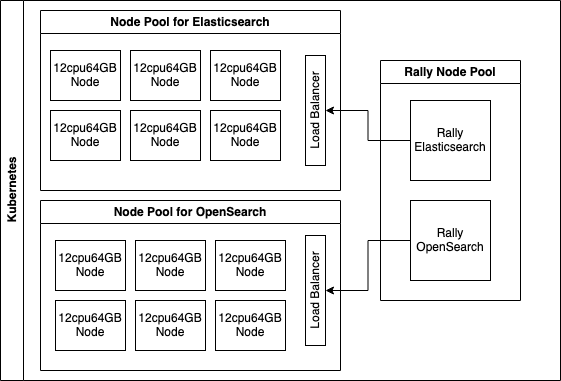 Kubernetes
Node Pool for Elasticsearch
12cpu64GB
Node
12cpu64GB
Node
12cpu64GB
Node
12cpu64GB
Node
12cpu64GB
Node
12cpu64GB
Node
Load Balancer
Node Pool for OpenSearch
12cpu64GB
Node
12cpu64GB
Node
12cpu64GB
Node
12cpu64GB
Node
12cpu64GB
Node
12cpu64GB
Node
Load Balancer
Rally Node Pool
Rally
Elasticsearch
Rally
OpenSearch